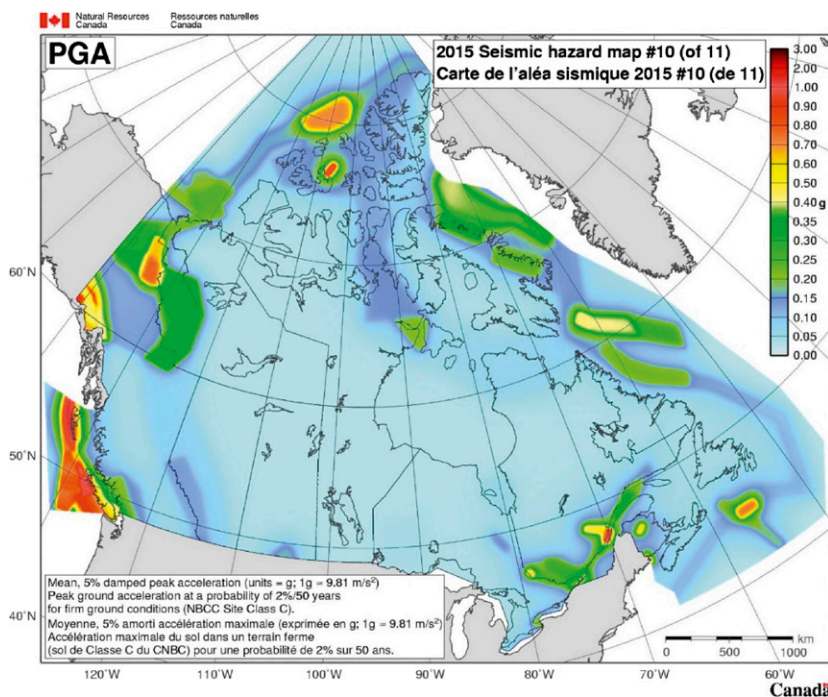 Natural Resources Canada
Ressources naturelles Canada
PGA
2015 Seismic hazard map #10 (of 11)
Carte de l'aléa sismique 2015 #10 (de 11)
3.00
2.00
1.00
0.90
0.80
0.70
0.60
0.50
0.40 g
0.35
0.30
0.25
0.20
0.15
0.10
0.05
0.00
60°N
50°N
40°N
Mean, 5% damped peak acceleration (units = g; 1g = 9.81 m/s²)
Peak ground acceleration at a probability of 2%/50 years
for firm ground conditions (NBCC Site Class C).
Moyenne, 5% amorti accélération maximale (exprimée en g; 1g = 9.81 m/s²)
Accélération maximale du sol dans un terrain ferme
(sol de Classe C du CNBC) pour une probabilité de 2% sur 50 ans.
0 500 1000
km
120°W 110°W 100°W 90°W 80°W 70°W 60°W
Canada